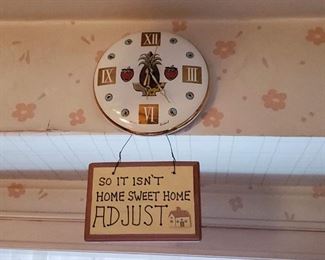 XII
IX
III
VI
SO IT ISN'T
HOME SWEET HOME
ADJUST